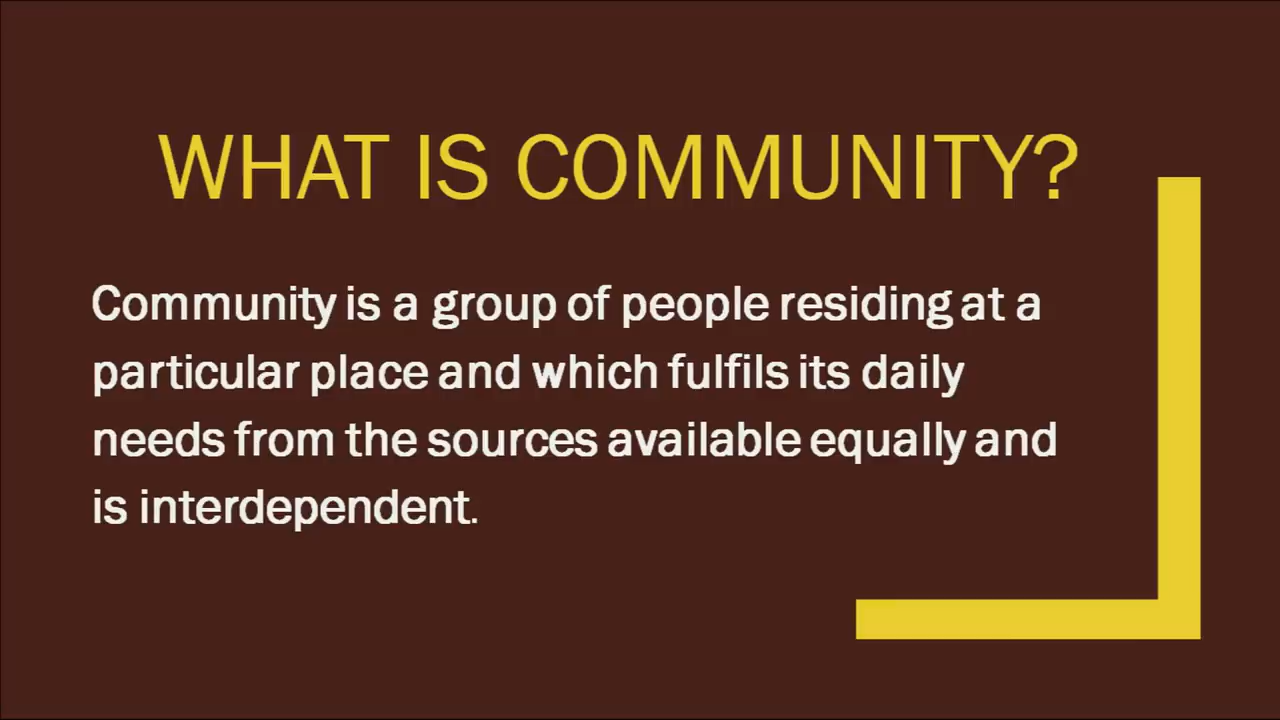 WHAT IS COMMUNITY?
Community is a group of people residing at a
particular place and which fulfils its daily
needs from the sources available equally and
is interdependent.